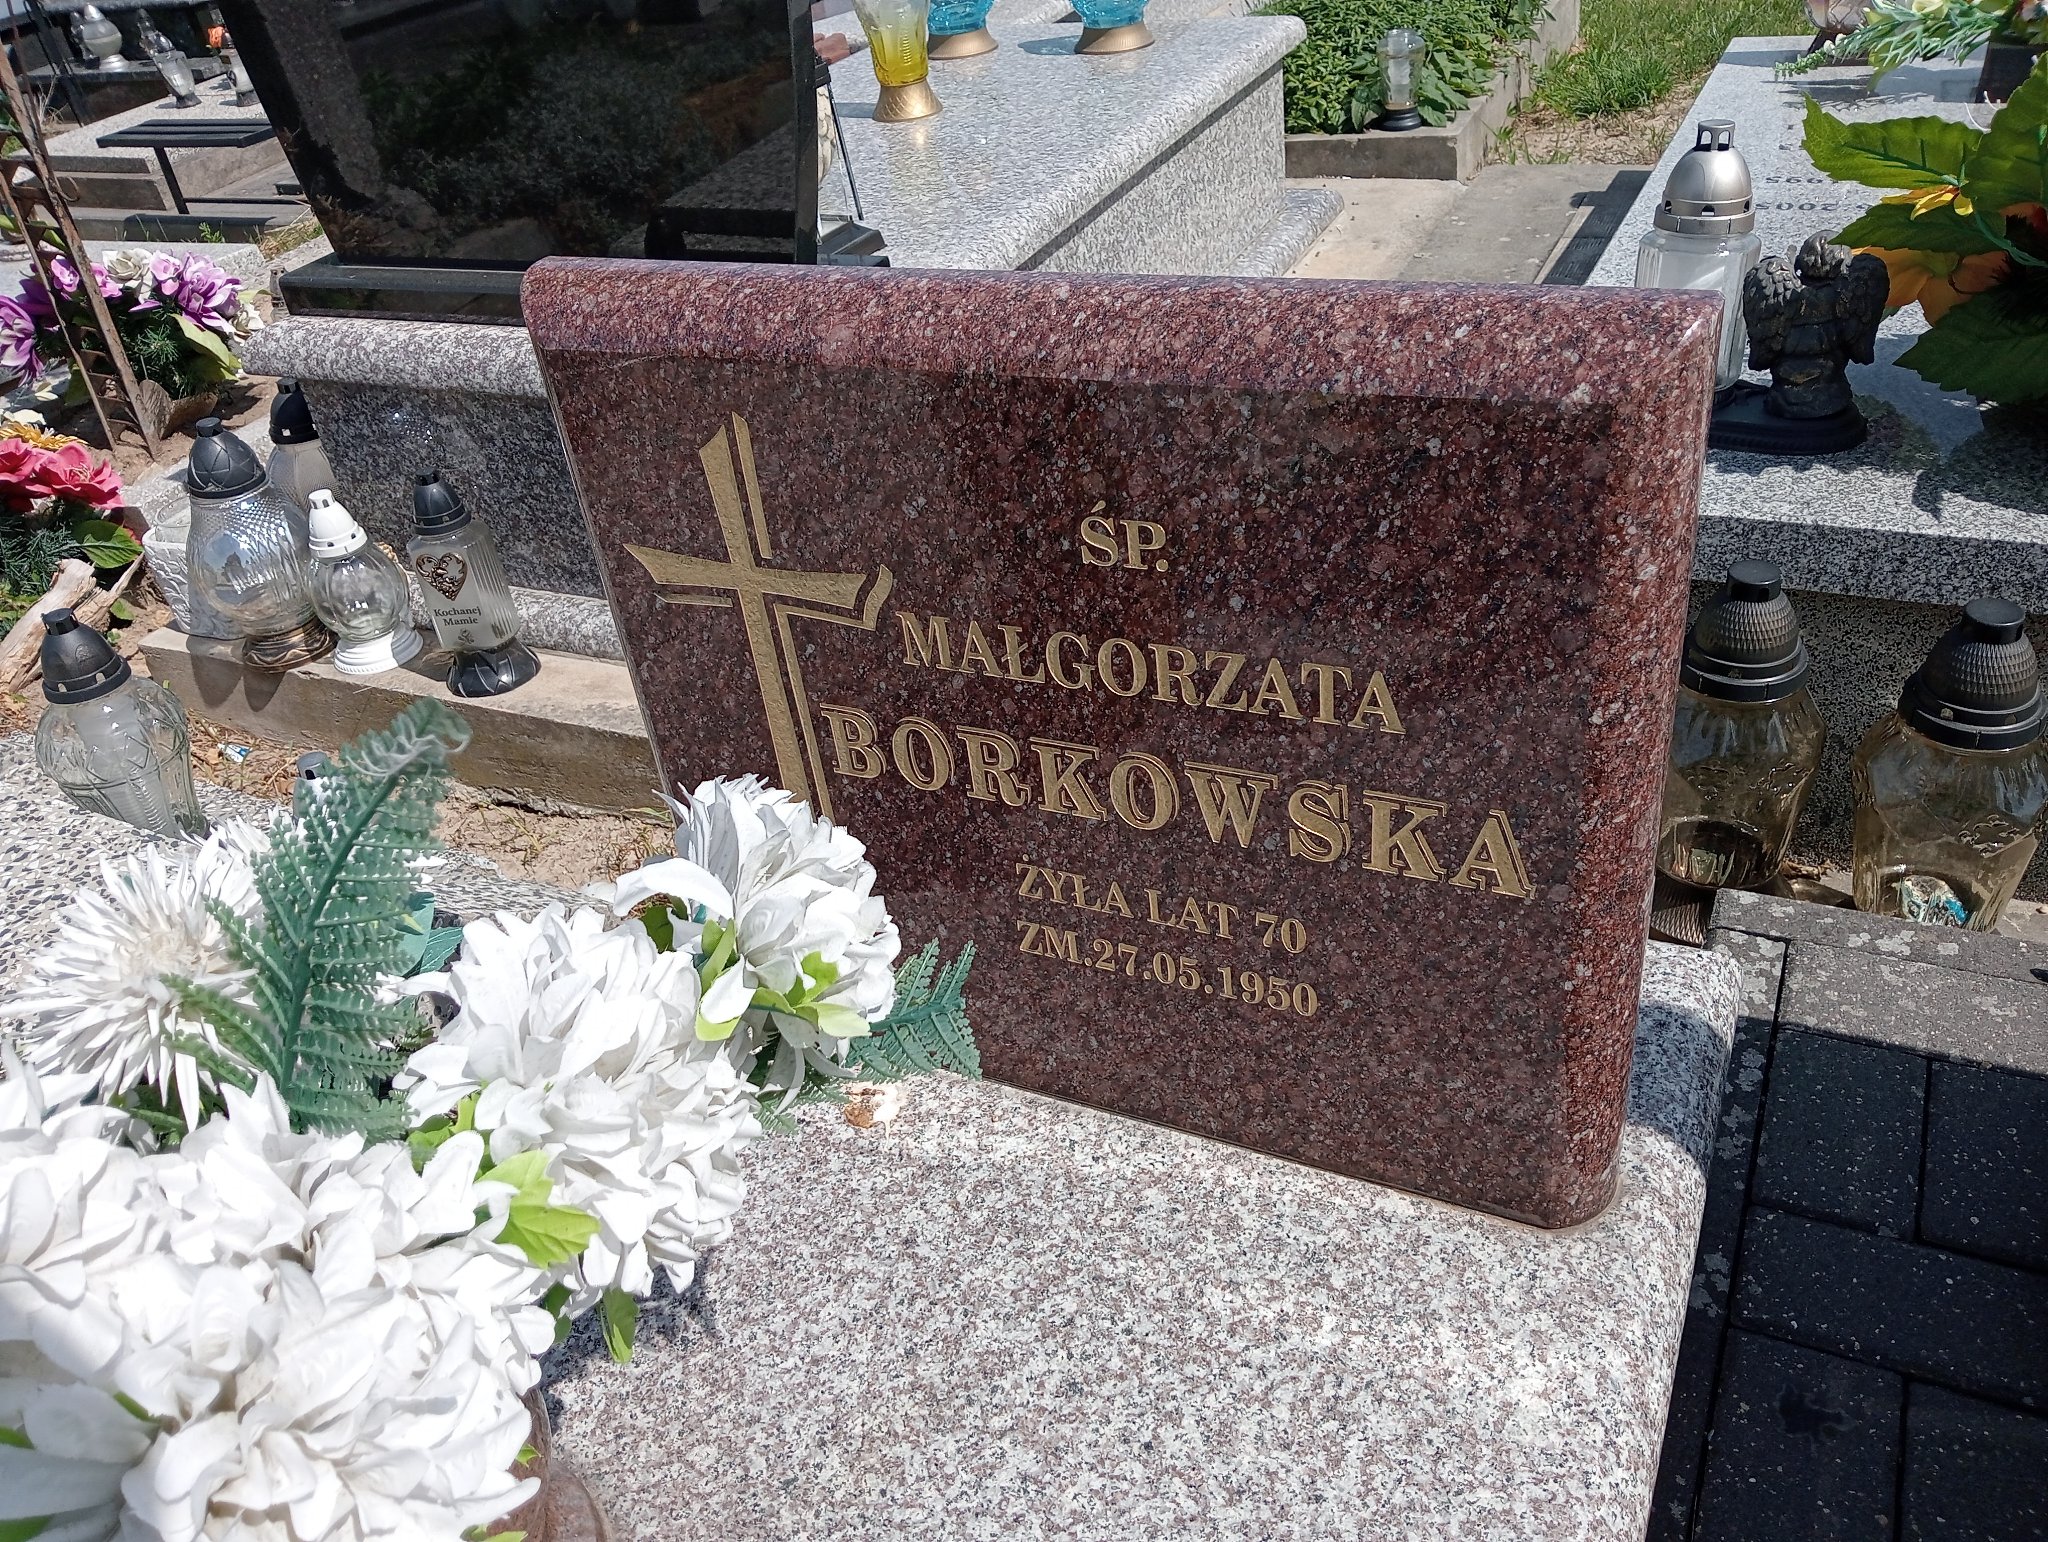 ŚP.
MAŁGORZATA
BORKOWSKA
ŻYŁA LAT 70
ZM.27.05.1950
Kochanej
Mamie